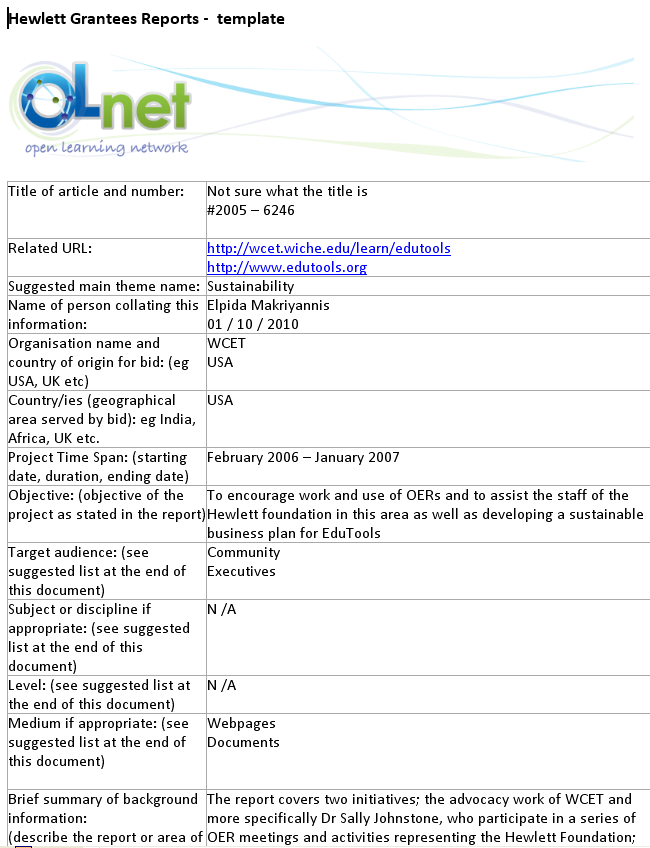 Hewlett Grantees Reports -  template
OLnet
open learning network
Title of article and number:
Not sure what the title is
#2005 – 6246
Related URL:
http://wcet.wiche.edu/learn/edutools
http://www.edutools.org
Suggested main theme name:
Sustainability
Name of person collating this
information:
Elpida Makriyannis
01 / 10 / 2010
Organisation name and
country of origin for bid: (eg
USA, UK etc)
WCET
USA
Country/ies (geographical
area served by bid): eg India,
Africa, UK etc.
USA
Project Time Span: (starting
date, duration, ending date)
February 2006 – January 2007
Objective: (objective of the
project as stated in the report)
To encourage work and use of OERs and to assist the staff of the
Hewlett foundation in this area as well as developing a sustainable
business plan for EduTools
Target audience: (see
suggested list at the end of
this document)
Community
Executives
Subject or discipline if
appropriate: (see suggested
list at the end of this
document)
N /A
Level: (see suggested list at
the end of this document)
N /A
Medium if appropriate: (see
suggested list at the end of
this document)
Webpages
Documents
Brief summary of background
information:
(describe the report or area of
The report covers two initiatives; the advocacy work of WCET and
more specifically Dr Sally Johnstone, who participate in a series of
OER meetings and activities representing the Hewlett Foundation;